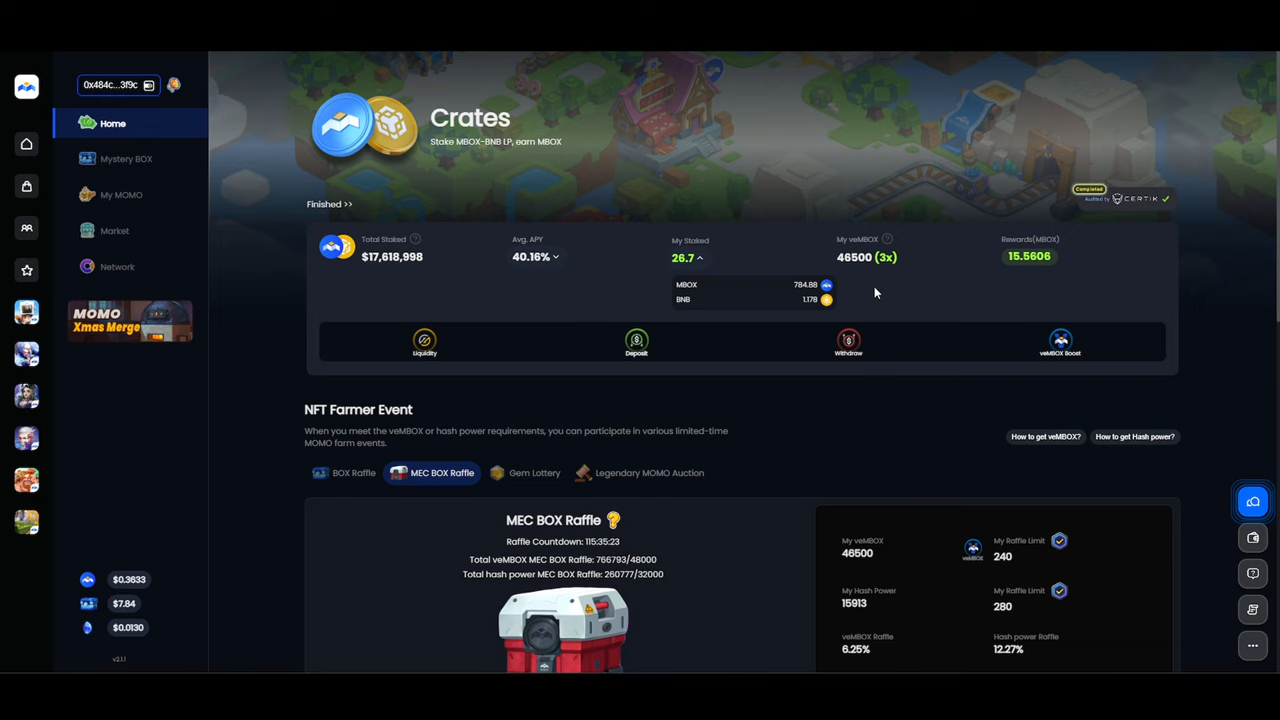 0x484c...3f9c
Home
Mystery BOX
My MOMO
Market
Network
MOMO
Xmas Merge
$0.3633
$7.84
$0.0130
v2.1.1
Crates
Stake MBOX-BNB LP, earn MBOX
Finished >>
Completed
Audited by CERTIK
Total Staked
$17,618,998
Avg. APY
40.16%
My Staked
26.7
MBOX 784.88
BNB 1.178
My veMBOX
46500 (3x)
Rewards(MBOX)
15.5606
Liquidity
Deposit
Withdraw
veMBOX Boost
NFT Farmer Event
When you meet the veMBOX or hash power requirements, you can participate in various limited-time
MOMO farm events.
How to get veMBOX?
How to get Hash power?
BOX Raffle
MEC BOX Raffle
Gem Lottery
Legendary MOMO Auction
MEC BOX Raffle
Raffle Countdown: 115:35:23
Total veMBOX MEC BOX Raffle: 766793/48000
Total hash power MEC BOX Raffle: 260777/32000
My veMBOX
46500
veMBOX
My Raffle Limit
240
My Hash Power
15913
My Raffle Limit
280
veMBOX Raffle
6.25%
Hash power Raffle
12.27%